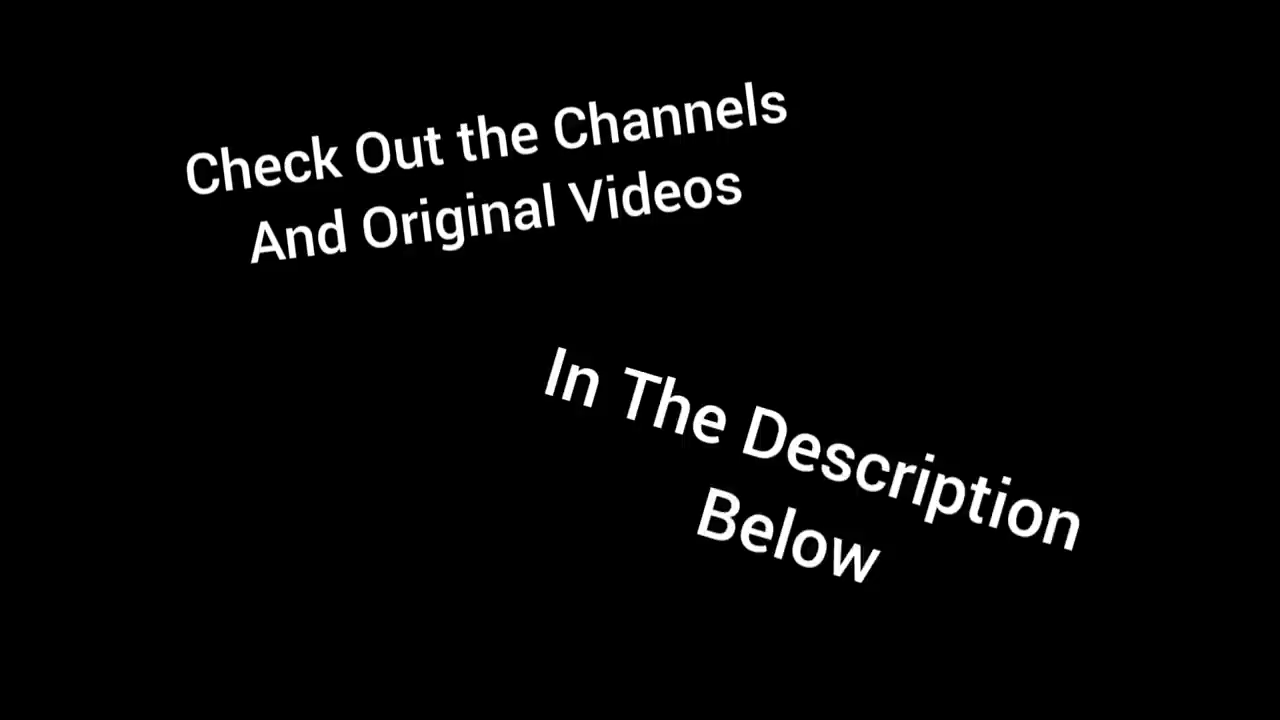 Check Out the Channels
And Original Videos
In The Description
Below